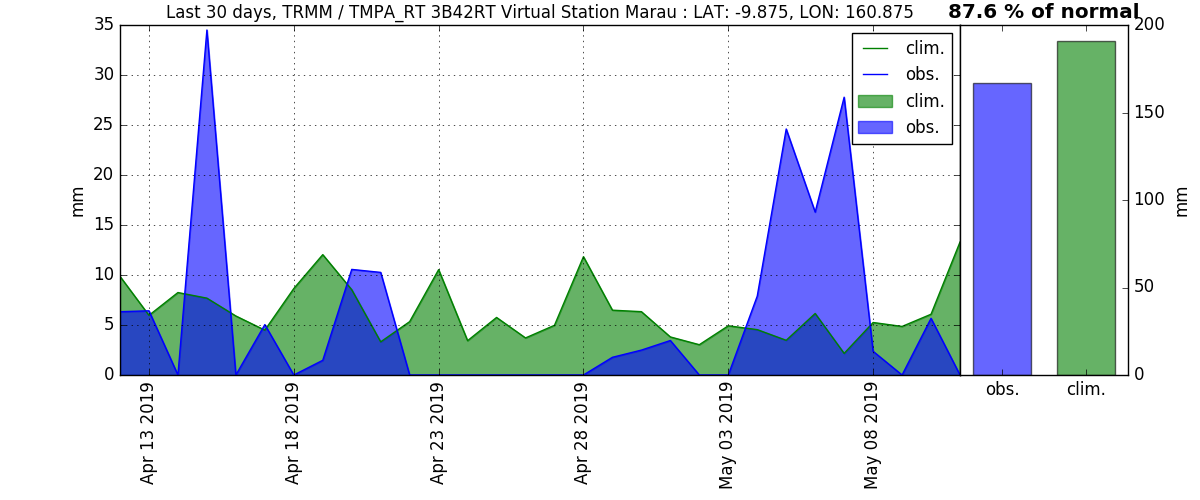 Last 30 days, TRMM / TMPA_RT 3B42RT Virtual Station Marau : LAT: -9.875, LON: 160.875
87.6 % of normal
35
30
25
20
15
10
5
0
mm
clim.
obs.
clim.
obs.
200
150
100
50
0
mm
Apr 13 2019
Apr 18 2019
Apr 23 2019
Apr 28 2019
May 03 2019
May 08 2019
obs.
clim.